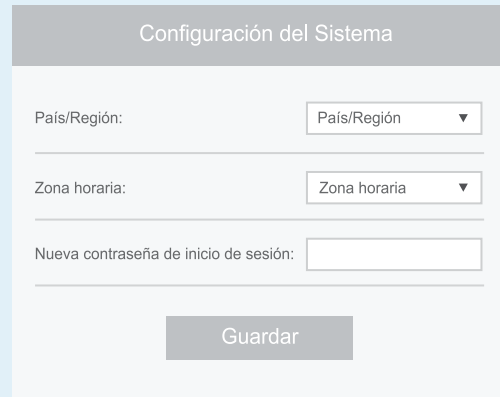 Configuración del Sistema
País/Región: País/Región
Zona horaria: Zona horaria
Nueva contraseña de inicio de sesión:
Guardar